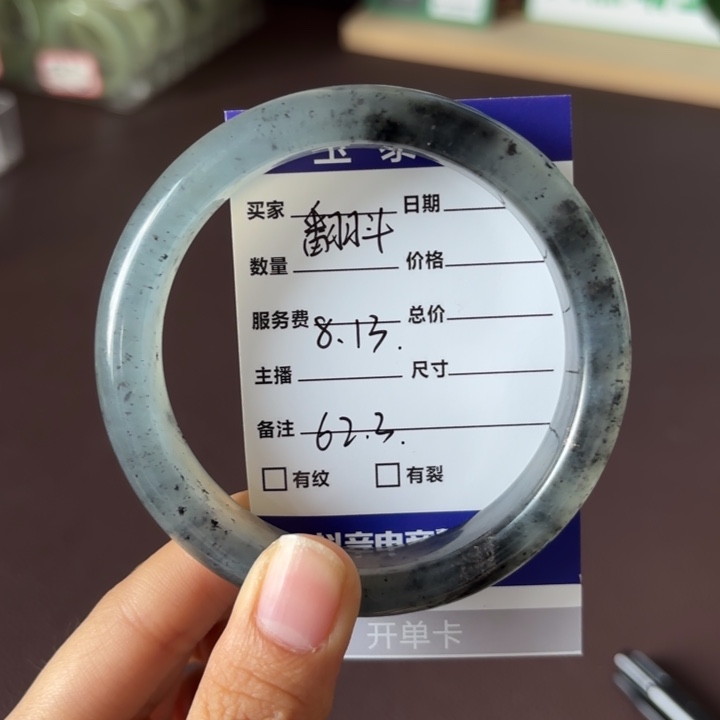 买家 翻斗 日期
数量 价格
服务费 8.13. 总价
主播 尺寸
备注 62.3.
有纹 有裂
开单卡